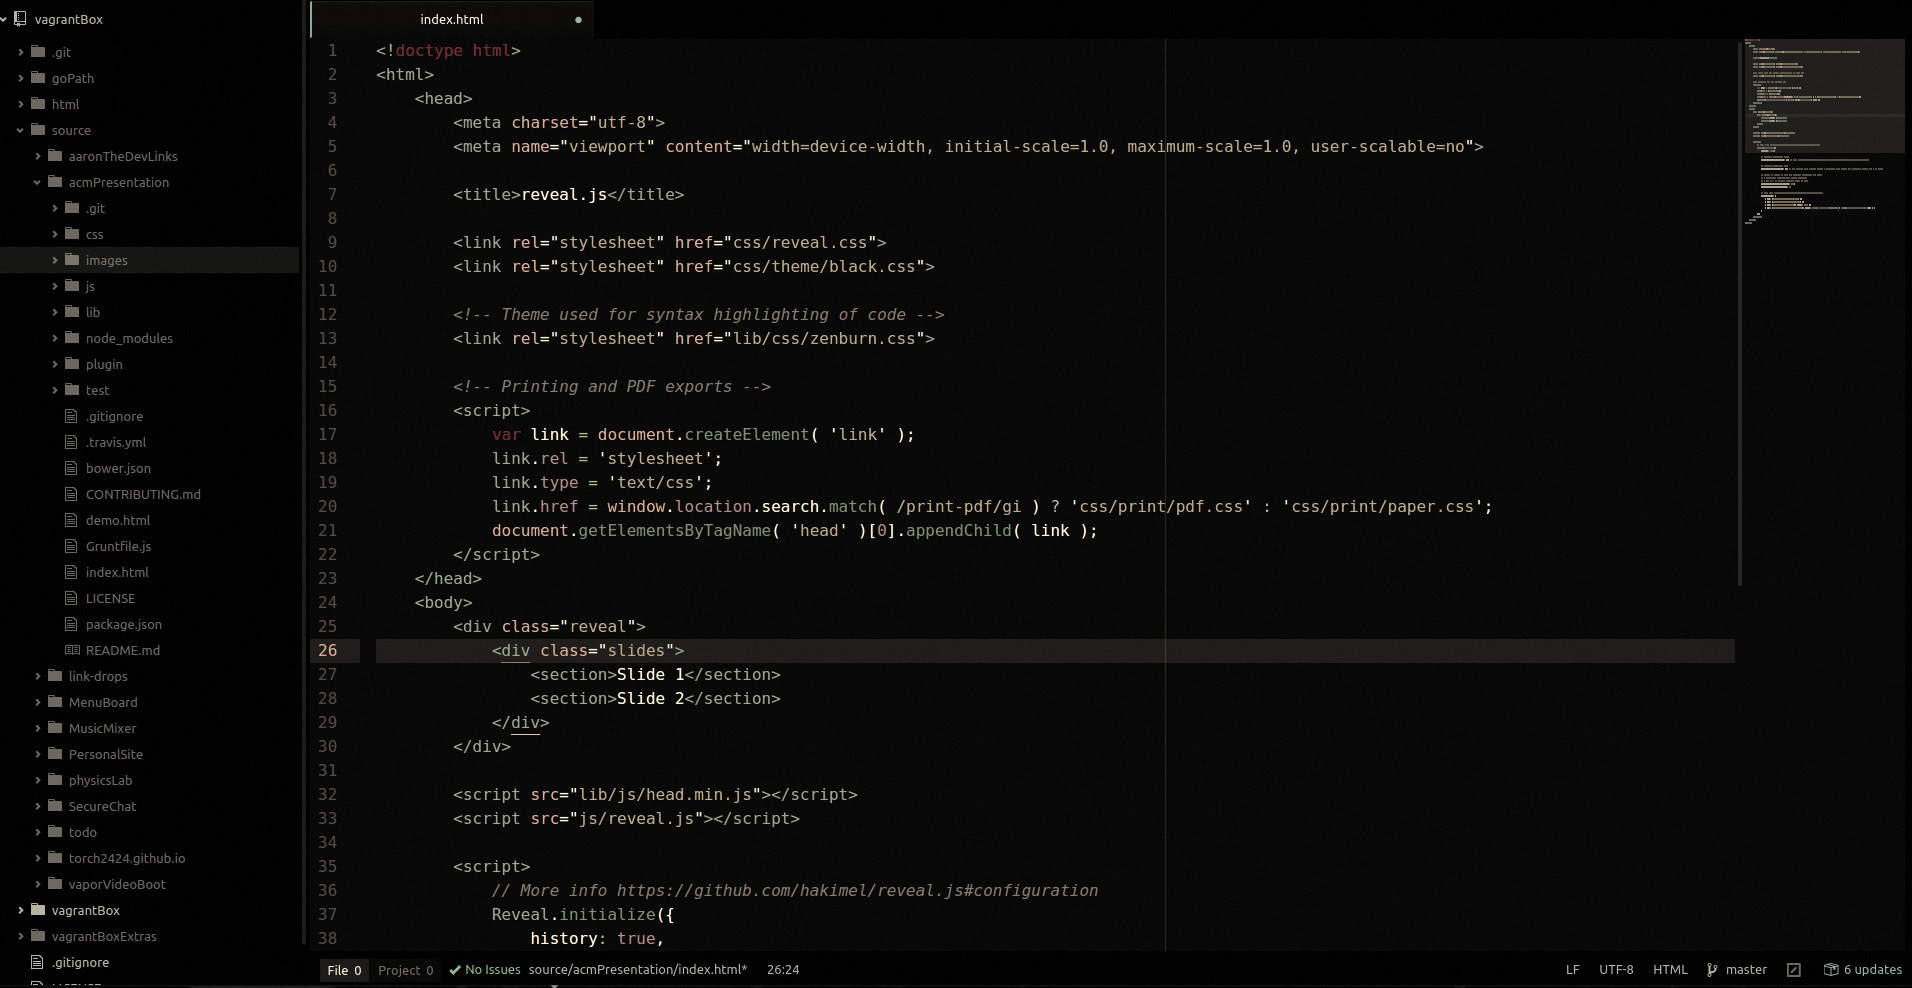 vagrantBox
.git
goPath
html
source
aaronTheDevLinks
acmPresentation
.git
css
images
js
lib
node_modules
plugin
test
.gitignore
.travis.yml
bower.json
CONTRIBUTING.md
demo.html
Gruntfile.js
index.html
LICENSE
package.json
README.md
link-drops
MenuBoard
MusicMixer
PersonalSite
physicsLab
SecureChat
todo
torch2424.github.io
vaporVideoBoot
vagrantBox
vagrantBoxExtras
.gitignore
index.html
1 <!doctype html>
2 <html>
3 <head>
4 <meta charset="utf-8">
5 <meta name="viewport" content="width=device-width, initial-scale=1.0, maximum-scale=1.0, user-scalable=no">
6
7 <title>reveal.js</title>
8
9 <link rel="stylesheet" href="css/reveal.css">
10 <link rel="stylesheet" href="css/theme/black.css">
11
12 <!-- Theme used for syntax highlighting of code -->
13 <link rel="stylesheet" href="lib/css/zenburn.css">
14
15 <!-- Printing and PDF exports -->
16 <script>
17 var link = document.createElement( 'link' );
18 link.rel = 'stylesheet';
19 link.type = 'text/css';
20 link.href = window.location.search.match( /print-pdf/gi ) ? 'css/print/pdf.css' : 'css/print/paper.css';
21 document.getElementsByTagName( 'head' )[0].appendChild( link );
22 </script>
23 </head>
24 <body>
25 <div class="reveal">
26 <div class="slides">
27 <section>Slide 1</section>
28 <section>Slide 2</section>
29 </div>
30 </div>
31
32 <script src="lib/js/head.min.js"></script>
33 <script src="js/reveal.js"></script>
34
35 <script>
36 // More info https://github.com/hakimel/reveal.js#configuration
37 Reveal.initialize({
38 history: true,
File 0 Project 0 No Issues source/acmPresentation/index.html* 26:24 LF UTF-8 HTML master 6 updates